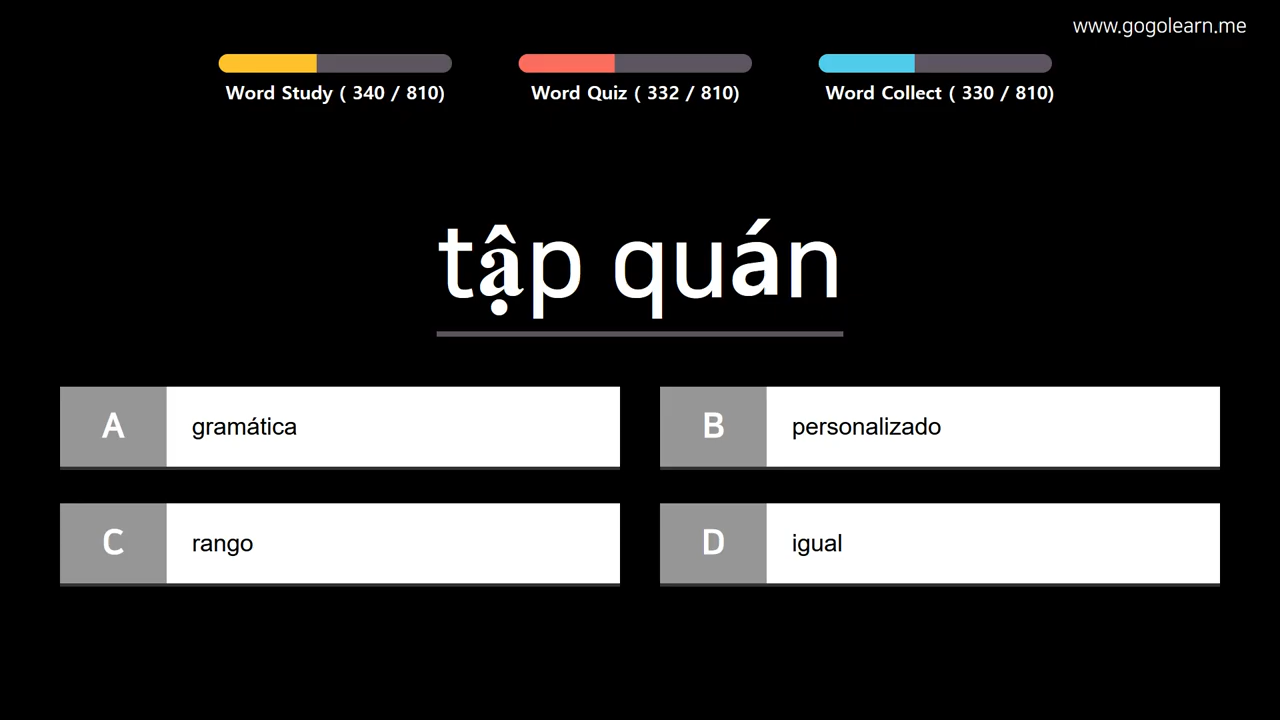 www.gogolearn.me
Word Study ( 340 / 810)
Word Quiz ( 332 / 810)
Word Collect ( 330 / 810)
tập quán
A gramática
B personalizado
C rango
D igual